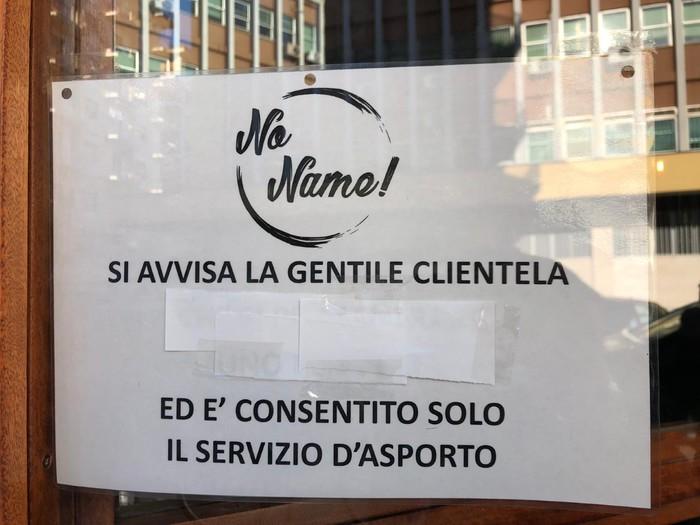 No
Name!
SI AVVISA LA GENTILE CLIENTELA
ED E' CONSENTITO SOLO
IL SERVIZIO D'ASPORTO